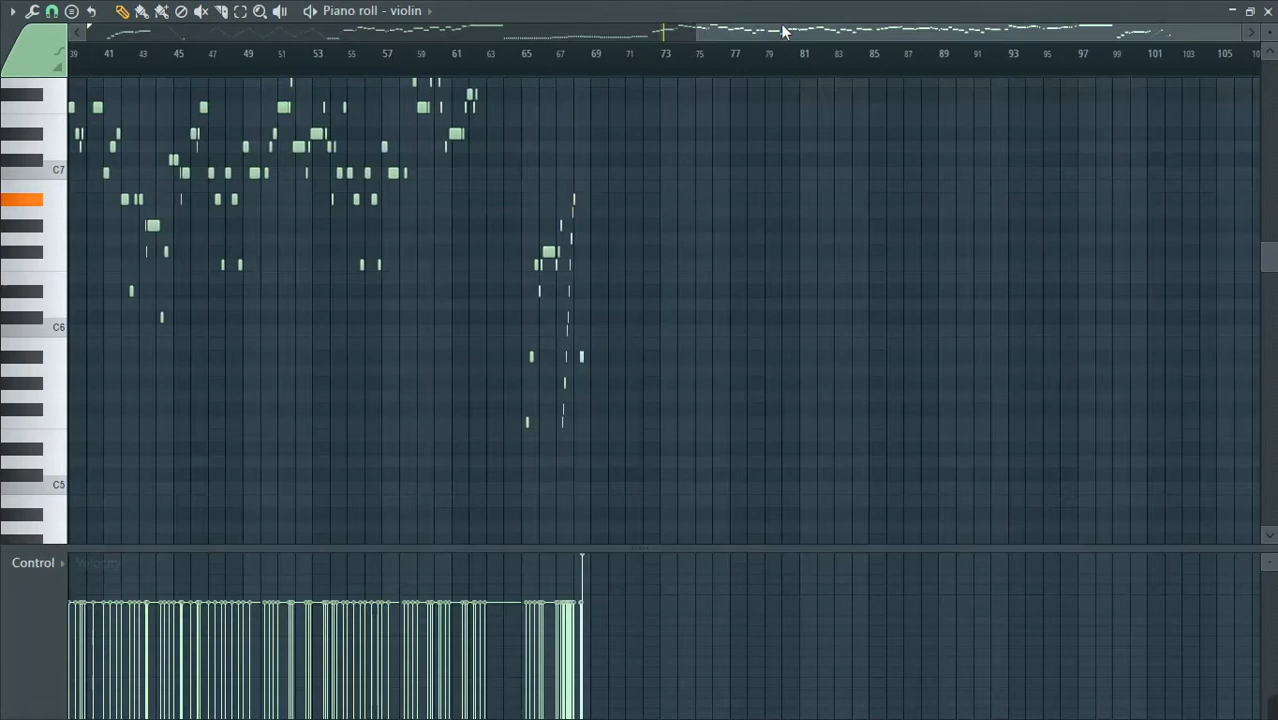 Piano roll - violin
39 41 43 45 47 49 51 53 55 57 59 61 63 65 67 69 71 73 75 77 79 81 83 85 87 89 91 93 95 97 99 101 103 105 10
C7
C6
C5
Control Velocity